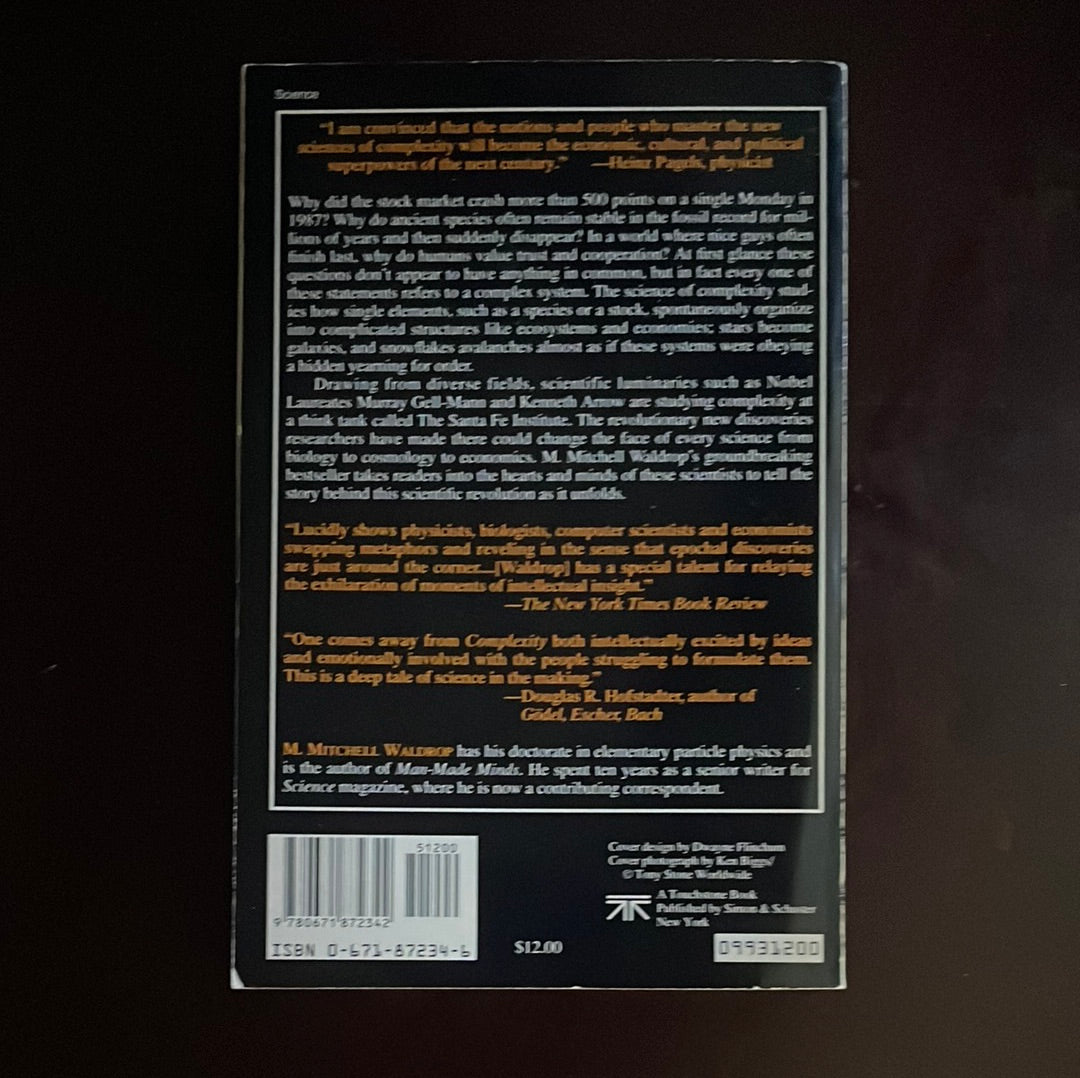 Science
"I am convinced that the nations and people who master the new
sciences of complexity will become the economic, cultural, and political
superpowers of the next century." —Heinz Pagels, physicist
Why did the stock market crash more than 500 points on a single Monday in
1987? Why do ancient species often remain stable in the fossil record for mil-
lions of years and then suddenly disappear? In a world where nice guys often
finish last, why do humans value trust and cooperation? At first glance these
questions don't appear to have anything in common, but in fact every one of
these statements refers to a complex system. The science of complexity stud-
ies how single elements, such as a species or a stock, spontaneously organize
into complicated structures like ecosystems and economies; stars become
galaxies, and snowflakes avalanches almost as if these systems were obeying
a hidden yearning for order.
Drawing from diverse fields, scientific luminaries such as Nobel
Laureates Murray Gell-Mann and Kenneth Arrow are studying complexity at
a think tank called The Santa Fe Institute. The revolutionary new discoveries
researchers have made there could change the face of every science from
biology to cosmology to economics. M. Mitchell Waldrop's groundbreaking
bestseller takes readers into the hearts and minds of these scientists to tell the
story behind this scientific revolution as it unfolds.
"Lucidly shows physicists, biologists, computer scientists and economists
swapping metaphors and reveling in the sense that epochal discoveries
are just around the corner...[Waldrop] has a special talent for relaying
the exhilaration of moments of intellectual insight."
—The New York Times Book Review
"One comes away from Complexity both intellectually excited by ideas
and emotionally involved with the people struggling to formulate them.
This is a deep tale of science in the making."
—Douglas R. Hofstadter, author of
Gödel, Escher, Bach
M. MITCHELL WALDROP has his doctorate in elementary particle physics and
is the author of Man-Made Minds. He spent ten years as a senior writer for
Science magazine, where he is now a contributing correspondent.
51200
9 780671 872342
ISBN 0-671-87234-6
$12.00
Cover design by Dwayne Flinchum
Cover photograph by Ken Biggs/
© Tony Stone Worldwide
A Touchstone Book
Published by Simon & Schuster
New York
09931200